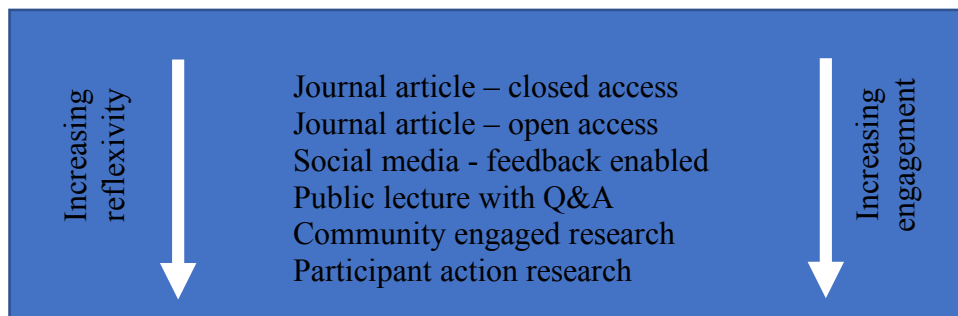 Increasing
reflexivity
Journal article – closed access
Journal article – open access
Social media - feedback enabled
Public lecture with Q&A
Community engaged research
Participant action research
Increasing
engagement